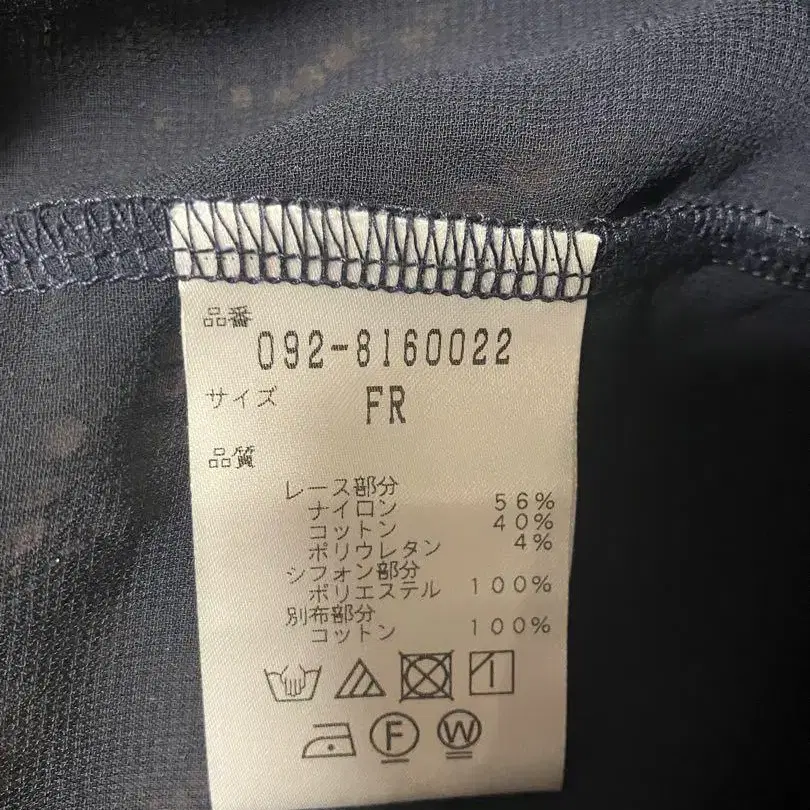 品番
092-8160022
サイズ FR
品質
レース部分
ナイロン 56%
コットン 40%
ポリウレタン 4%
シフォン部分
ポリエステル 100%
別布部分
コットン 100%
F W